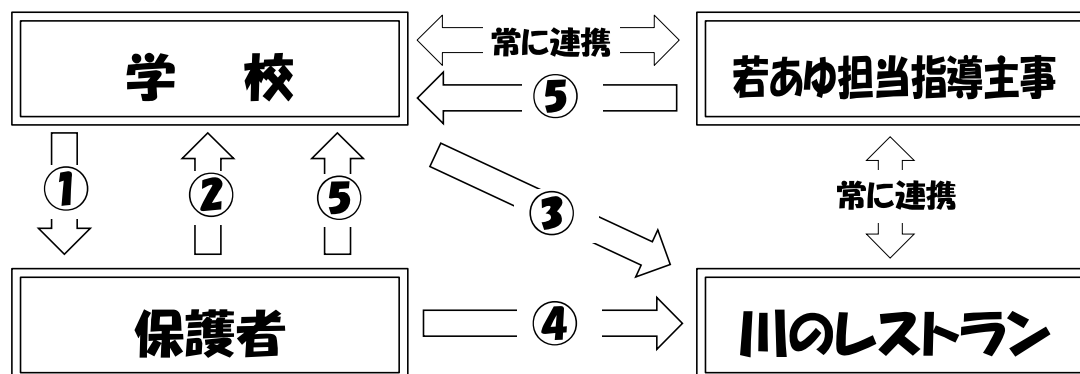 学 校
常に連携
若あゆ担当指導主事
⑤
①
②
⑤
③
常に連携
保護者
④
川のレストラン